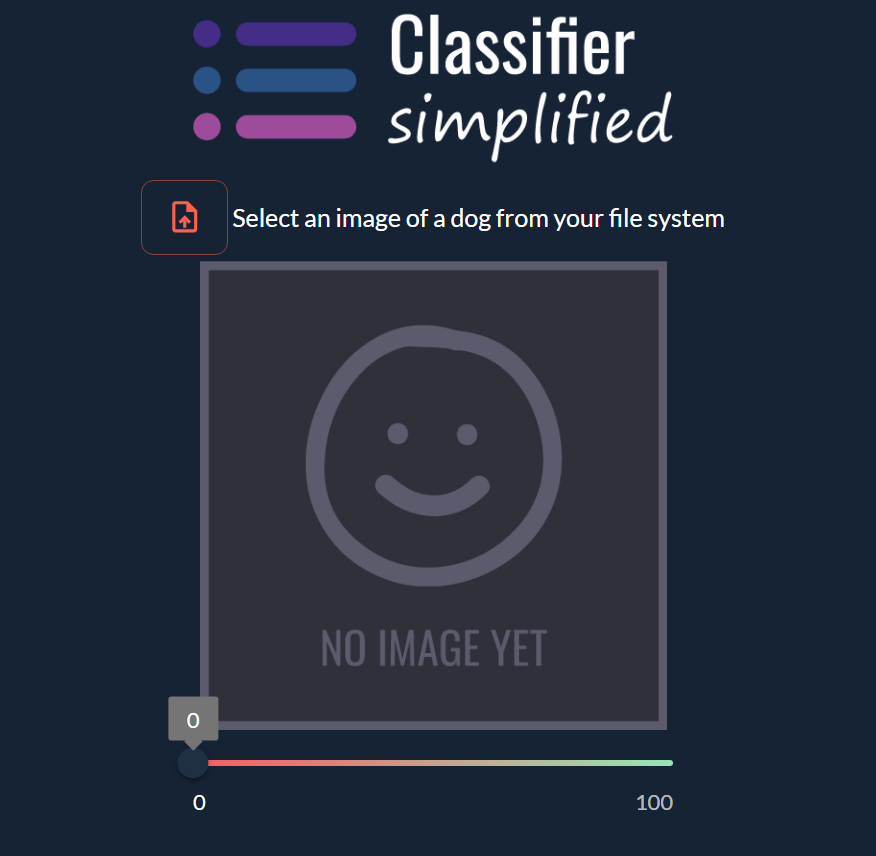 Classifier
simplified
Select an image of a dog from your file system
NO IMAGE YET
0
0
100